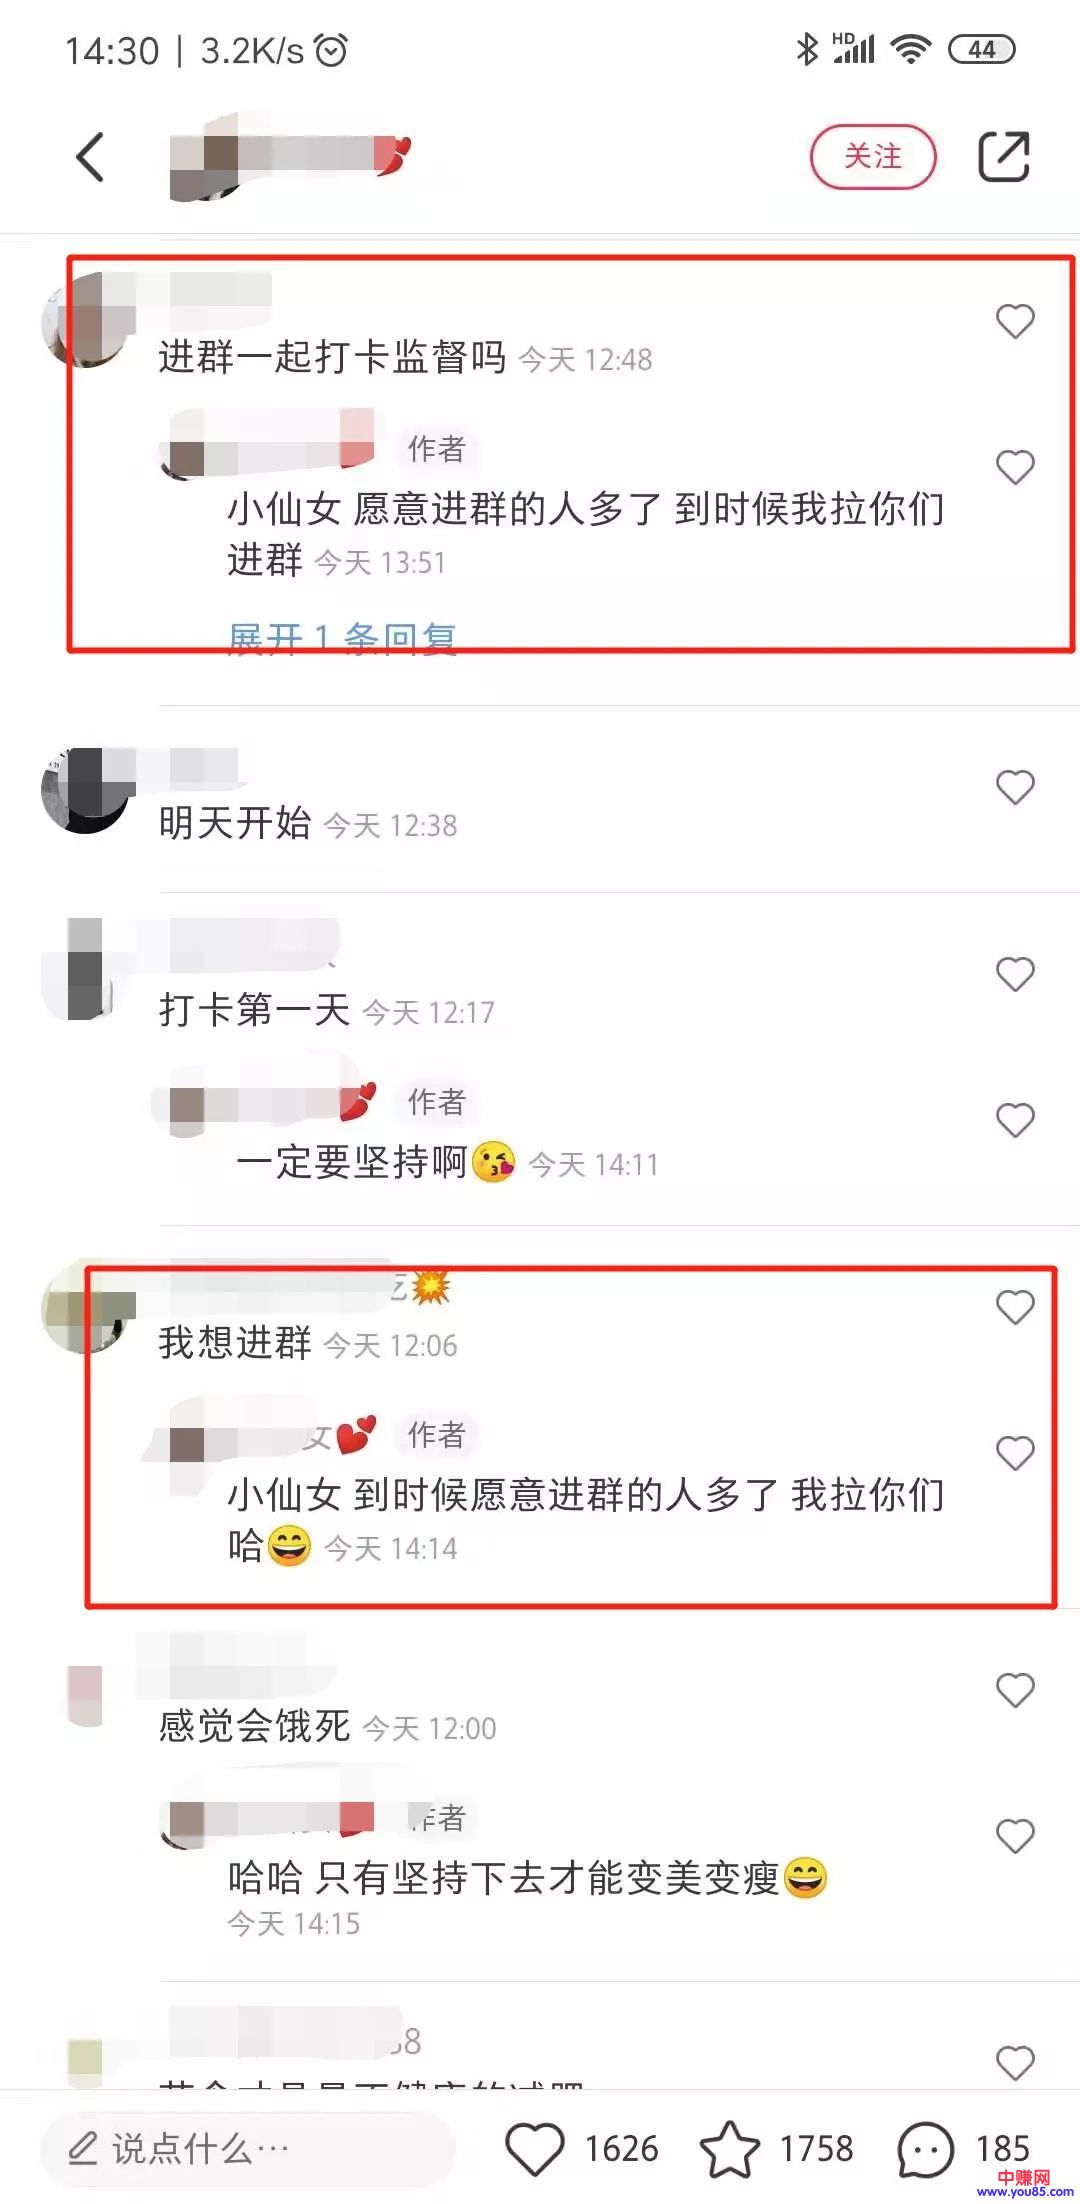 14:30 | 3.2K/s
HD
44
关注
进群一起打卡监督吗 今天 12:48
作者
小仙女 愿意进群的人多了 到时候我拉你们
进群 今天 13:51
展开 1 条回复
明天开始 今天 12:38
打卡第一天 今天 12:17
作者
一定要坚持啊😘 今天 14:11
💥
我想进群 今天 12:06
女💕 作者
小仙女 到时候愿意进群的人多了 我拉你们
哈😄 今天 14:14
感觉会饿死 今天 12:00
作者
哈哈 只有坚持下去才能变美变瘦😄
今天 14:15
说点什么…
1626
1758
185
中赚网
www.you85.com